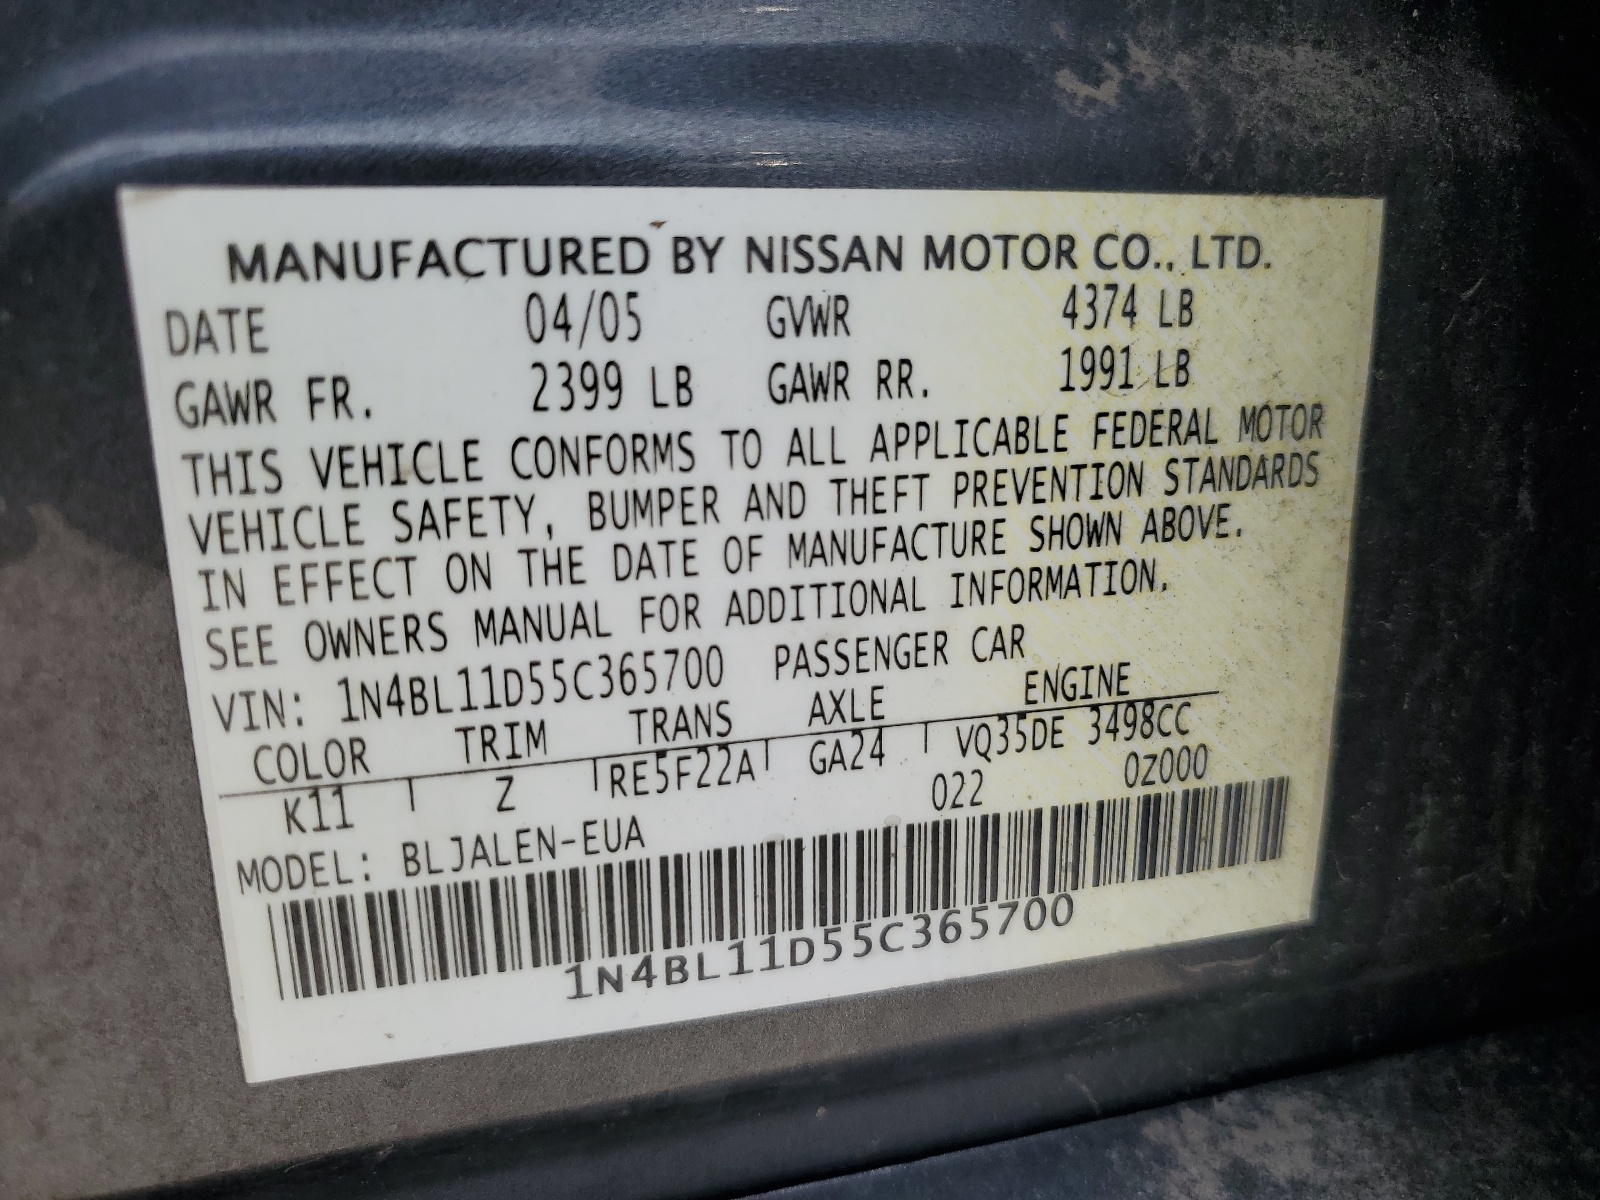 MANUFACTURED BY NISSAN MOTOR CO., LTD.
DATE 04/05 GVWR 4374 LB
GAWR FR. 2399 LB GAWR RR. 1991 LB
THIS VEHICLE CONFORMS TO ALL APPLICABLE FEDERAL MOTOR
VEHICLE SAFETY, BUMPER AND THEFT PREVENTION STANDARDS
IN EFFECT ON THE DATE OF MANUFACTURE SHOWN ABOVE.
SEE OWNERS MANUAL FOR ADDITIONAL INFORMATION.
VIN: 1N4BL11D55C365700 PASSENGER CAR
COLOR TRIM TRANS AXLE ENGINE
K11 Z RE5F22A GA24 VQ35DE 3498CC
MODEL: BLJALEN-EUA 022 0Z000
1N4BL11D55C365700